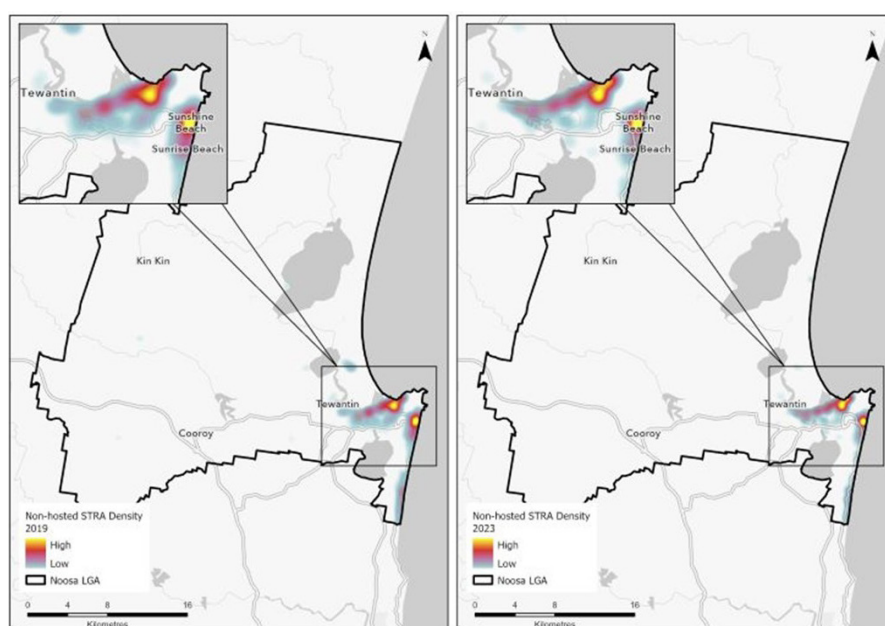 N
Tewantin
Sunshine
Beach
Sunrise Beach
Kin Kin
Tewantin
Cooroy
Non-hosted STRA Density
2019
High
Low
Noosa LGA
0 4 8 16
Kilometres
N
Tewantin
Sunshine
Beach
Sunrise Beach
Kin Kin
Tewantin
Cooroy
Non-hosted STRA Density
2023
High
Low
Noosa LGA
0 4 8 16
Kilometres